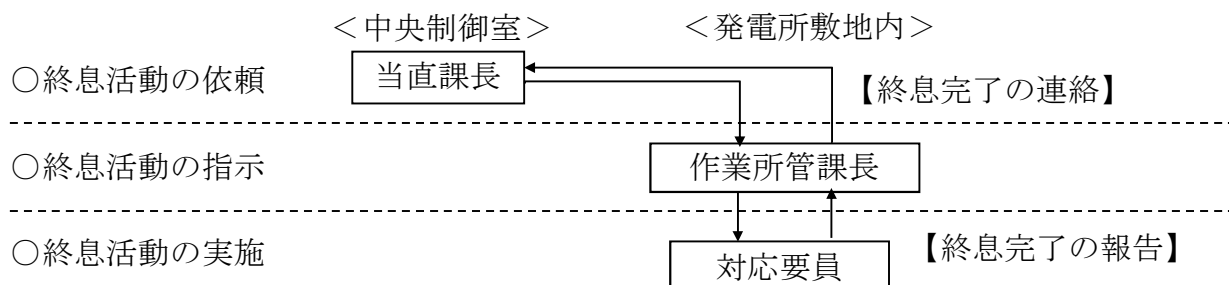 ＜中央制御室＞ ＜発電所敷地内＞
○終息活動の依頼 当直課長 【終息完了の連絡】
○終息活動の指示 作業所管課長
○終息活動の実施 対応要員 【終息完了の報告】